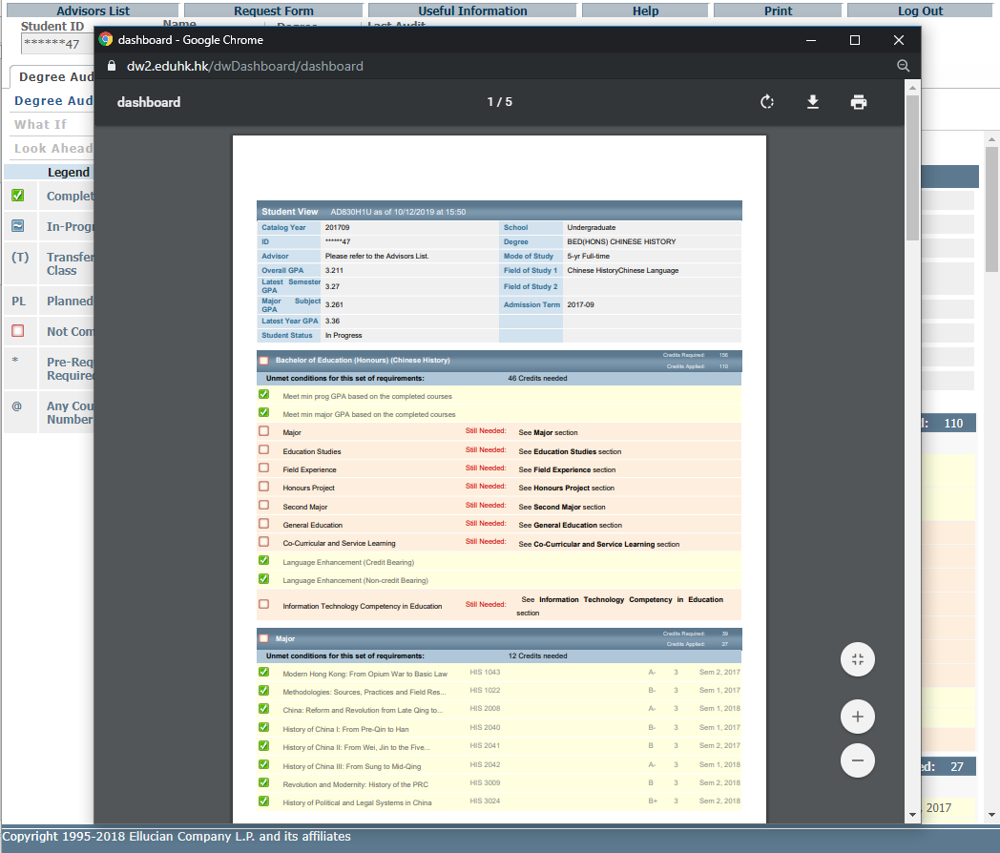 Advisors List Request Form Useful Information Help Print Log Out
Student ID Name Degree Last Audit
******47
dashboard - Google Chrome
dw2.eduhk.hk/dwDashboard/dashboard
dashboard 1 / 5
Degree Aud
Degree Aud
What If
Look Ahead
Legend
Complet
In-Progr
(T) Transfer
Class
PL Planned
Not Com
* Pre-Req
Require
@ Any Cou
Number
Student View AD830H1U as of 10/12/2019 at 15:50
Catalog Year 201709 School Undergraduate
ID ******47 Degree BED(HONS) CHINESE HISTORY
Advisor Please refer to the Advisors List. Mode of Study 5-yr Full-time
Overall GPA 3.211 Field of Study 1 Chinese HistoryChinese Language
Latest Semester GPA 3.27 Field of Study 2
Major Subject GPA 3.261 Admission Term 2017-09
Latest Year GPA 3.36
Student Status In Progress
Bachelor of Education (Honours) (Chinese History) Credits Required: 156
Credits Applied: 110
Unmet conditions for this set of requirements: 46 Credits needed
Meet min prog GPA based on the completed courses
Meet min major GPA based on the completed courses
Major Still Needed: See Major section
Education Studies Still Needed: See Education Studies section
Field Experience Still Needed: See Field Experience section
Honours Project Still Needed: See Honours Project section
Second Major Still Needed: See Second Major section
General Education Still Needed: See General Education section
Co-Curricular and Service Learning Still Needed: See Co-Curricular and Service Learning section
Language Enhancement (Credit Bearing)
Language Enhancement (Non-credit Bearing)
Information Technology Competency in Education Still Needed: See Information Technology Competency in Education
section
Major Credits Required: 39
Credits Applied: 27
Unmet conditions for this set of requirements: 12 Credits needed
Modern Hong Kong: From Opium War to Basic Law HIS 1043 A- 3 Sem 2, 2017
Methodologies: Sources, Practices and Field Res... HIS 1022 B- 3 Sem 1, 2017
China: Reform and Revolution from Late Qing to... HIS 2008 A- 3 Sem 1, 2018
History of China I: From Pre-Qin to Han HIS 2040 B- 3 Sem 1, 2017
History of China II: From Wei, Jin to the Five... HIS 2041 B 3 Sem 2, 2017
History of China III: From Sung to Mid-Qing HIS 2042 A- 3 Sem 1, 2018
Revolution and Modernity: History of the PRC HIS 3009 B 3 Sem 2, 2018
History of Political and Legal Systems in China HIS 3024 B+ 3 Sem 2, 2018
d: 110
ed: 27
2017
Copyright 1995-2018 Ellucian Company L.P. and its affiliates